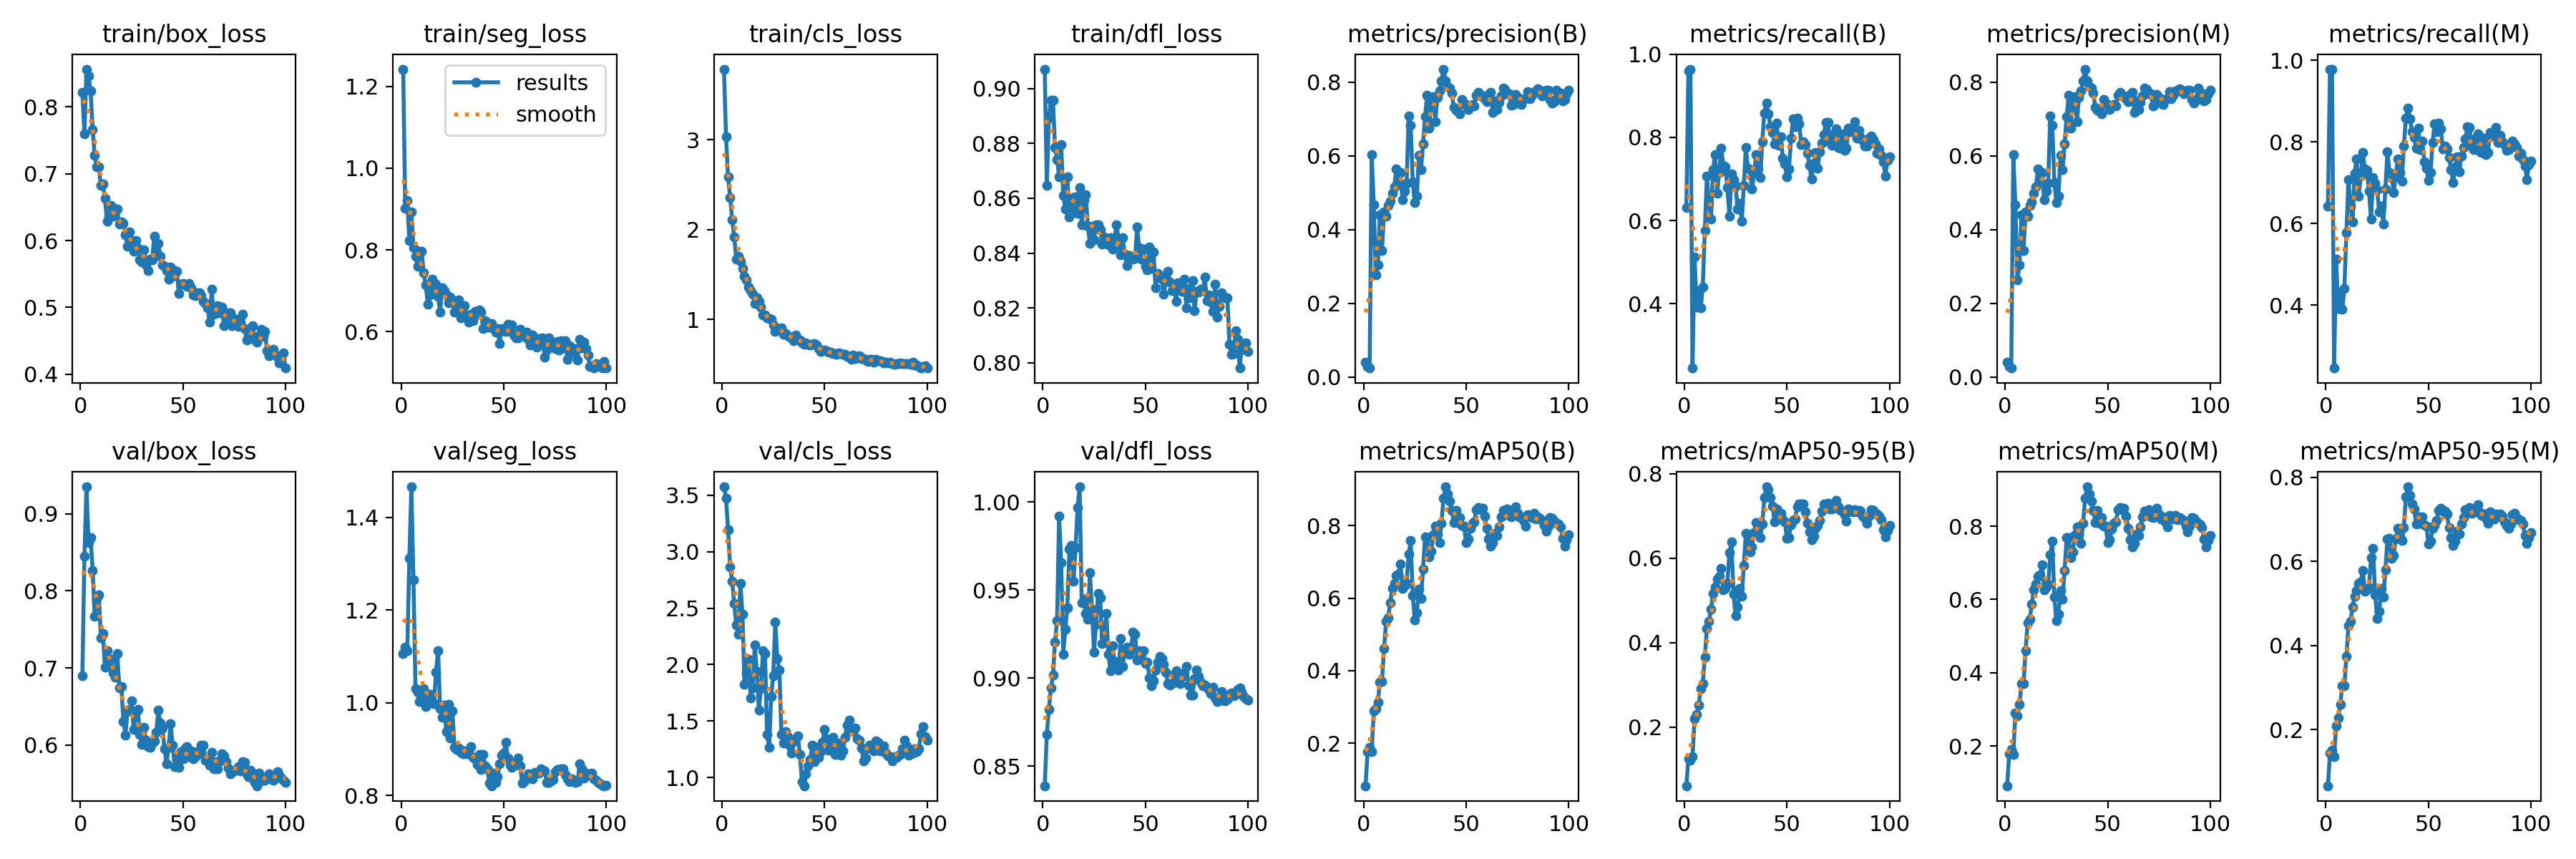 train/box_loss
train/seg_loss
train/cls_loss
train/dfl_loss
metrics/precision(B)
metrics/recall(B)
metrics/precision(M)
metrics/recall(M)
results
smooth
0.8
0.7
0.6
0.5
0.4
0 50 100
1.2
1.0
0.8
0.6
0 50 100
3
2
1
0 50 100
0.90
0.88
0.86
0.84
0.82
0.80
0 50 100
0.8
0.6
0.4
0.2
0.0
0 50 100
1.0
0.8
0.6
0.4
0 50 100
0.8
0.6
0.4
0.2
0.0
0 50 100
1.0
0.8
0.6
0.4
0 50 100
val/box_loss
val/seg_loss
val/cls_loss
val/dfl_loss
metrics/mAP50(B)
metrics/mAP50-95(B)
metrics/mAP50(M)
metrics/mAP50-95(M)
0.9
0.8
0.7
0.6
0 50 100
1.4
1.2
1.0
0.8
0 50 100
3.5
3.0
2.5
2.0
1.5
1.0
0 50 100
1.00
0.95
0.90
0.85
0 50 100
0.8
0.6
0.4
0.2
0 50 100
0.8
0.6
0.4
0.2
0 50 100
0.8
0.6
0.4
0.2
0 50 100
0.8
0.6
0.4
0.2
0 50 100